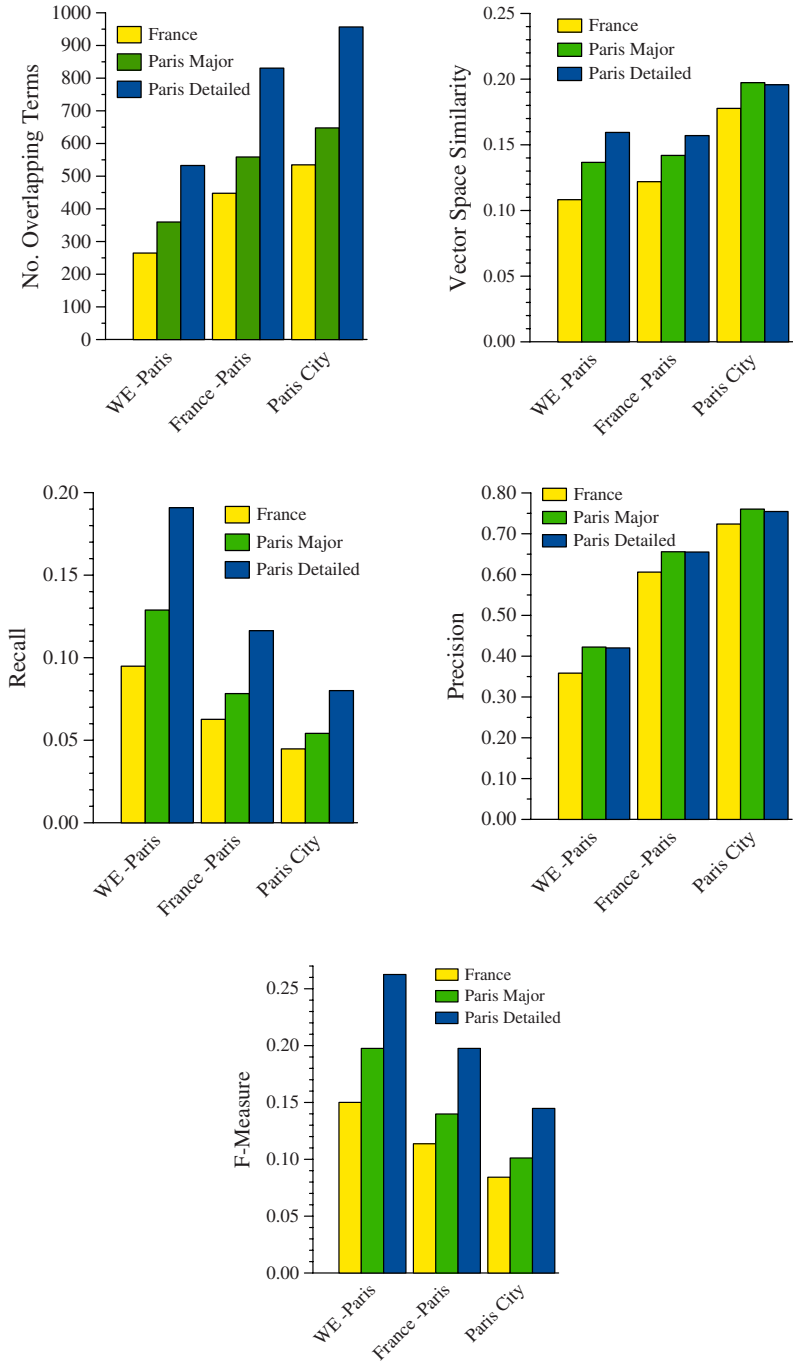 No. Overlapping Terms
1000
900
800
700
600
500
400
300
200
100
0
France
Paris Major
Paris Detailed
WE -Paris
France -Paris
Paris City
Vector Space Similarity
0.25
0.20
0.15
0.10
0.05
0.00
France
Paris Major
Paris Detailed
WE -Paris
France -Paris
Paris City
Recall
0.20
0.15
0.10
0.05
0.00
France
Paris Major
Paris Detailed
WE -Paris
France -Paris
Paris City
Precision
0.80
0.70
0.60
0.50
0.40
0.30
0.20
0.10
0.00
France
Paris Major
Paris Detailed
WE -Paris
France -Paris
Paris City
F-Measure
0.25
0.20
0.15
0.10
0.05
0.00
France
Paris Major
Paris Detailed
WE -Paris
France -Paris
Paris City